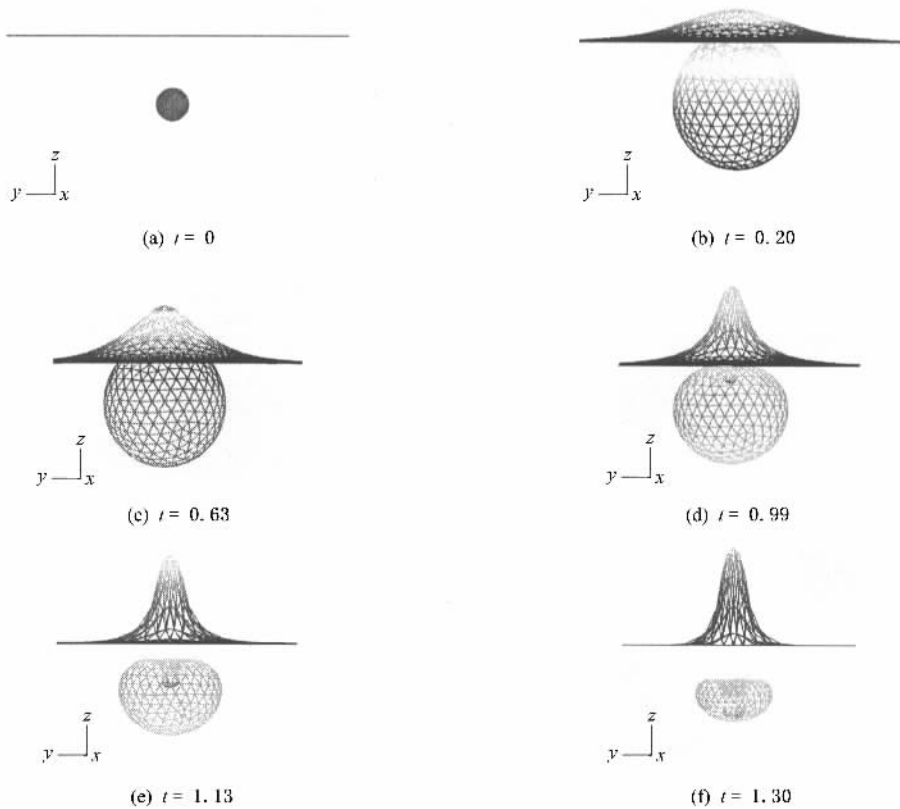 z
y x
(a) t = 0
z
y x
(b) t = 0. 20
z
y x
(c) t = 0. 63
z
y x
(d) t = 0. 99
z
y x
(e) t = 1. 13
z
y x
(f) t = 1. 30